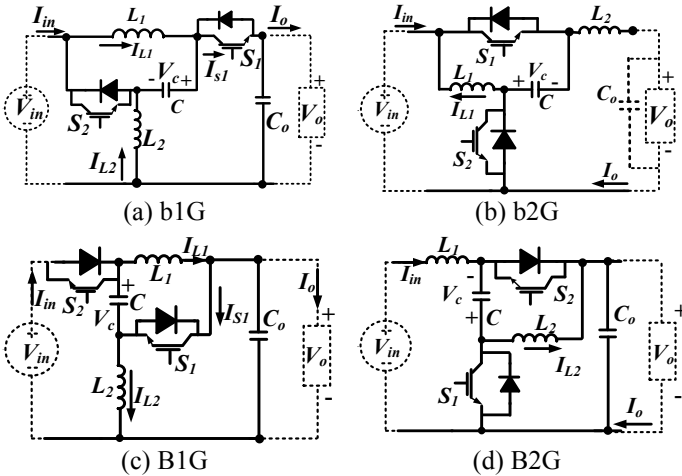 I_in L_1 I_o
I_L1 I_s1 S_1
V_in S_2 - V_c + C L_2 C_o + V_o -
I_L2
(a) b1G
I_in L_2
S_1
V_in L_1 + V_c - C C_o + V_o -
I_L1
S_2
I_o
(b) b2G
I_L1
L_1 I_o
I_in S_2 + C I_S1
V_in V_c C_o + V_o -
S_1
L_2 I_L2
(c) B1G
L_1
I_in - S_2
V_c C L_2 C_o
V_in + + V_o -
I_L2
S_1
I_o
(d) B2G